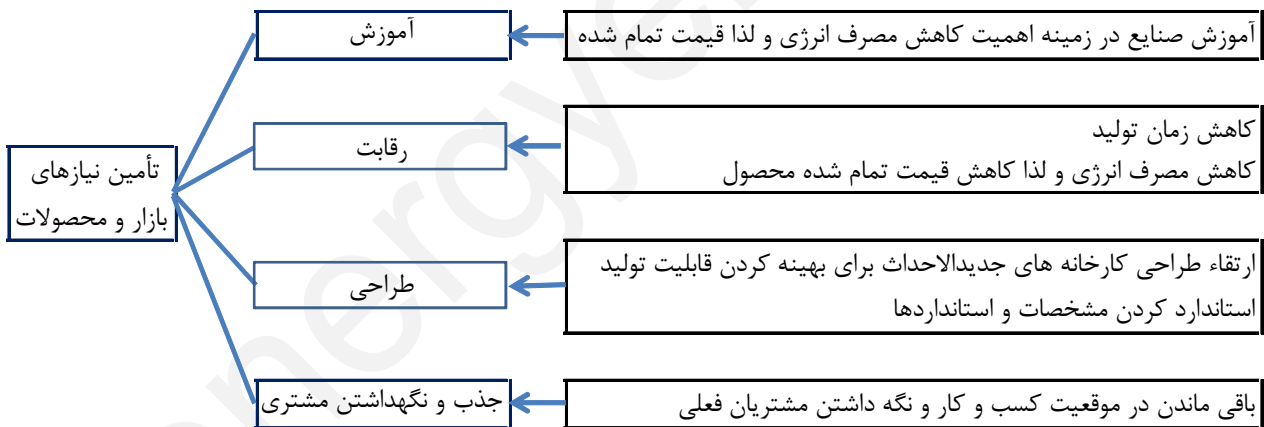 آموزش
آموزش صنایع در زمینه اهمیت کاهش مصرف انرژی و لذا قیمت تمام شده
رقابت
کاهش زمان تولید
کاهش مصرف انرژی و لذا کاهش قیمت تمام شده محصول
تأمین نیازهای
بازار و محصولات
طراحی
ارتقاء طراحی کارخانه های جدیدالاحداث برای بهینه کردن قابلیت تولید
استاندارد کردن مشخصات و استانداردها
جذب و نگهداشتن مشتری
باقی ماندن در موقعیت کسب و کار و نگه داشتن مشتریان فعلی
energy